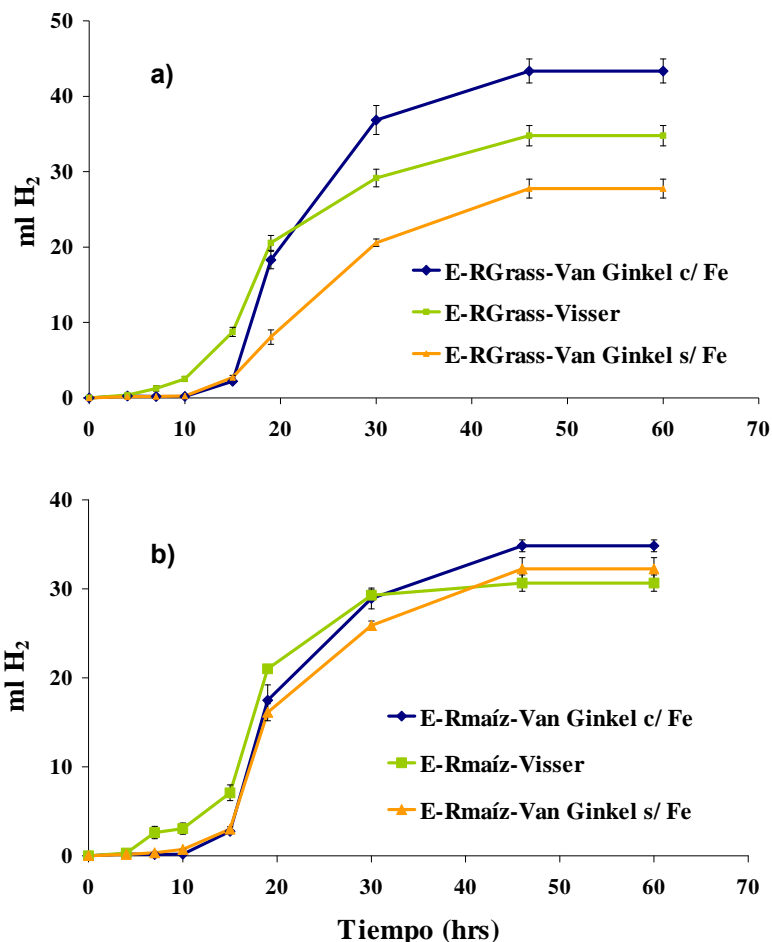 50
a)
40
30
ml H₂
20
E-RGrass-Van Ginkel c/ Fe
E-RGrass-Visser
10
E-RGrass-Van Ginkel s/ Fe
0
0 10 20 30 40 50 60 70
40
b)
30
ml H₂
20
E-Rmaíz-Van Ginkel c/ Fe
E-Rmaíz-Visser
10
E-Rmaíz-Van Ginkel s/ Fe
0
0 10 20 30 40 50 60 70
Tiempo (hrs)